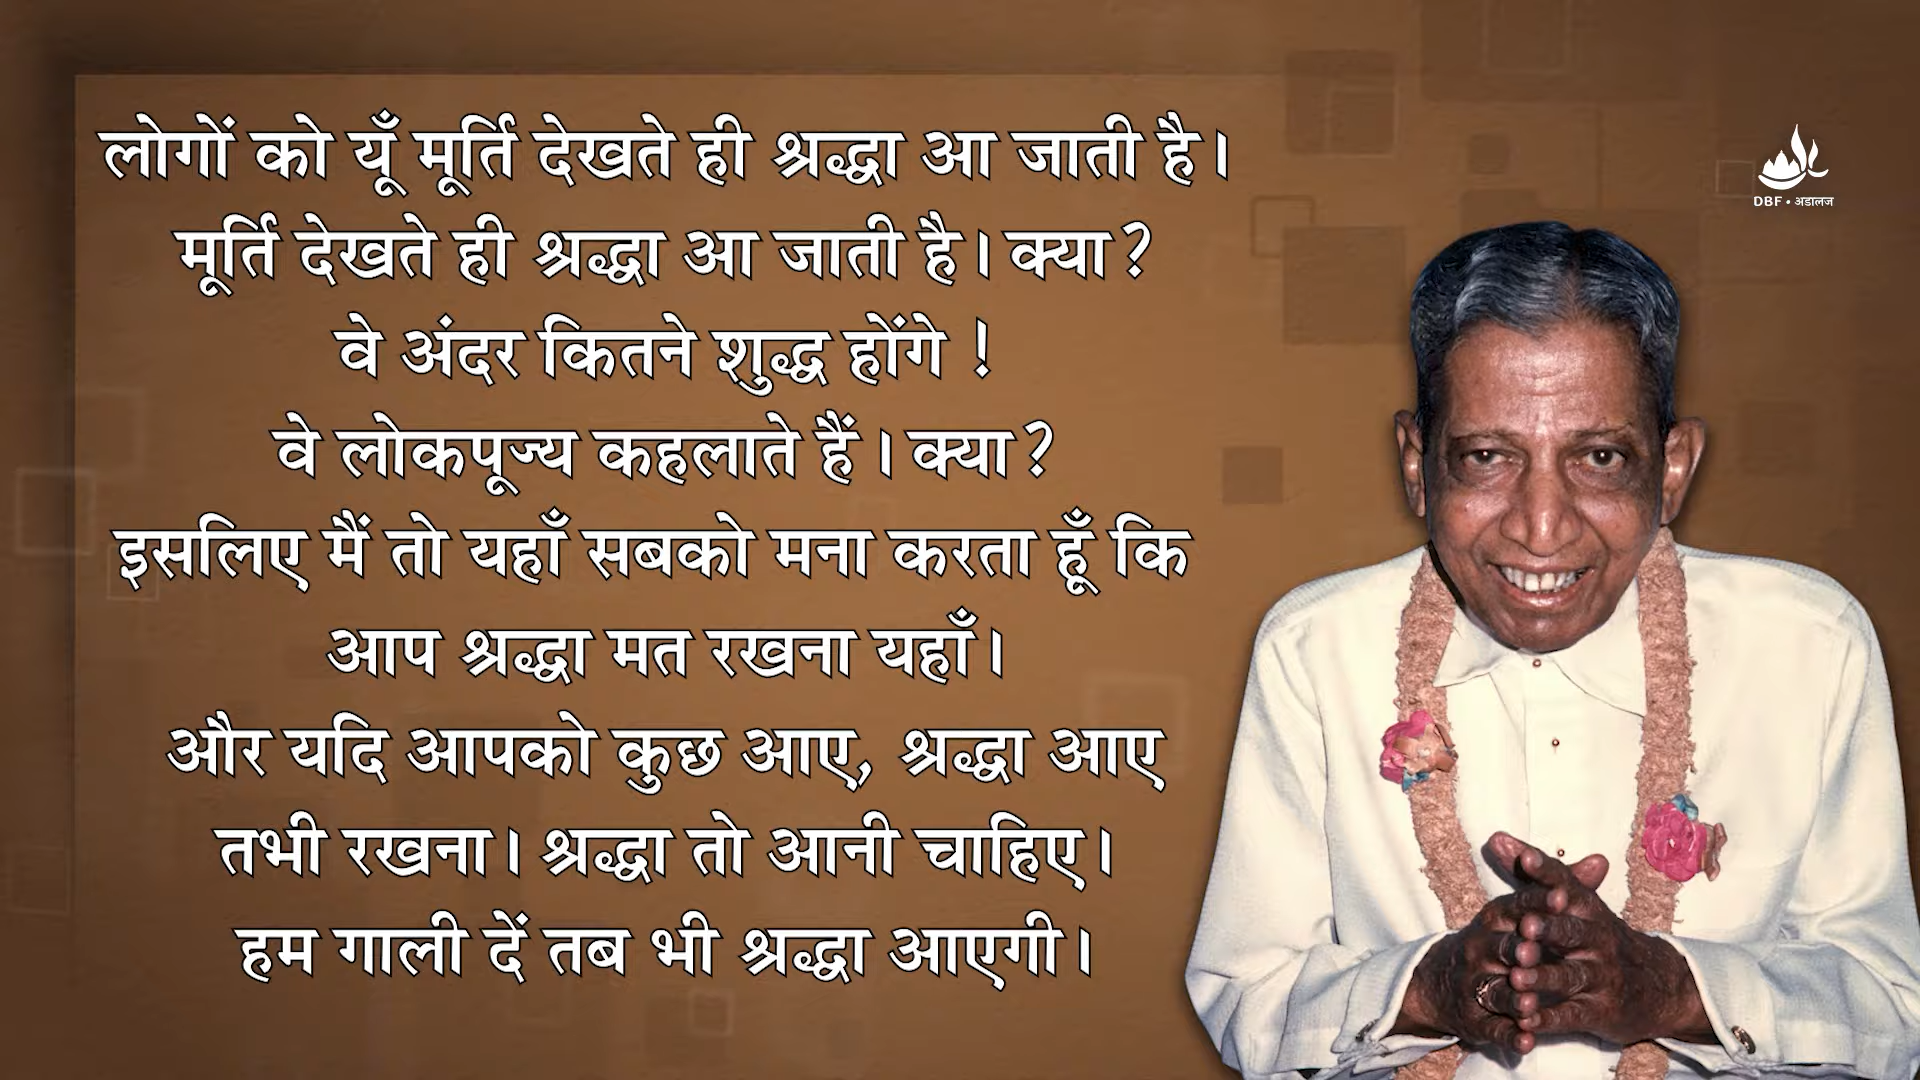 लोगों को यूँ मूर्ति देखते ही श्रद्धा आ जाती है।
मूर्ति देखते ही श्रद्धा आ जाती है। क्या?
वे अंदर कितने शुद्ध होंगे !
वे लोकपूज्य कहलाते हैं। क्या?
इसलिए मैं तो यहाँ सबको मना करता हूँ कि
आप श्रद्धा मत रखना यहाँ।
और यदि आपको कुछ आए, श्रद्धा आए
तभी रखना। श्रद्धा तो आनी चाहिए।
हम गाली दें तब भी श्रद्धा आएगी।
DBF • अडालज